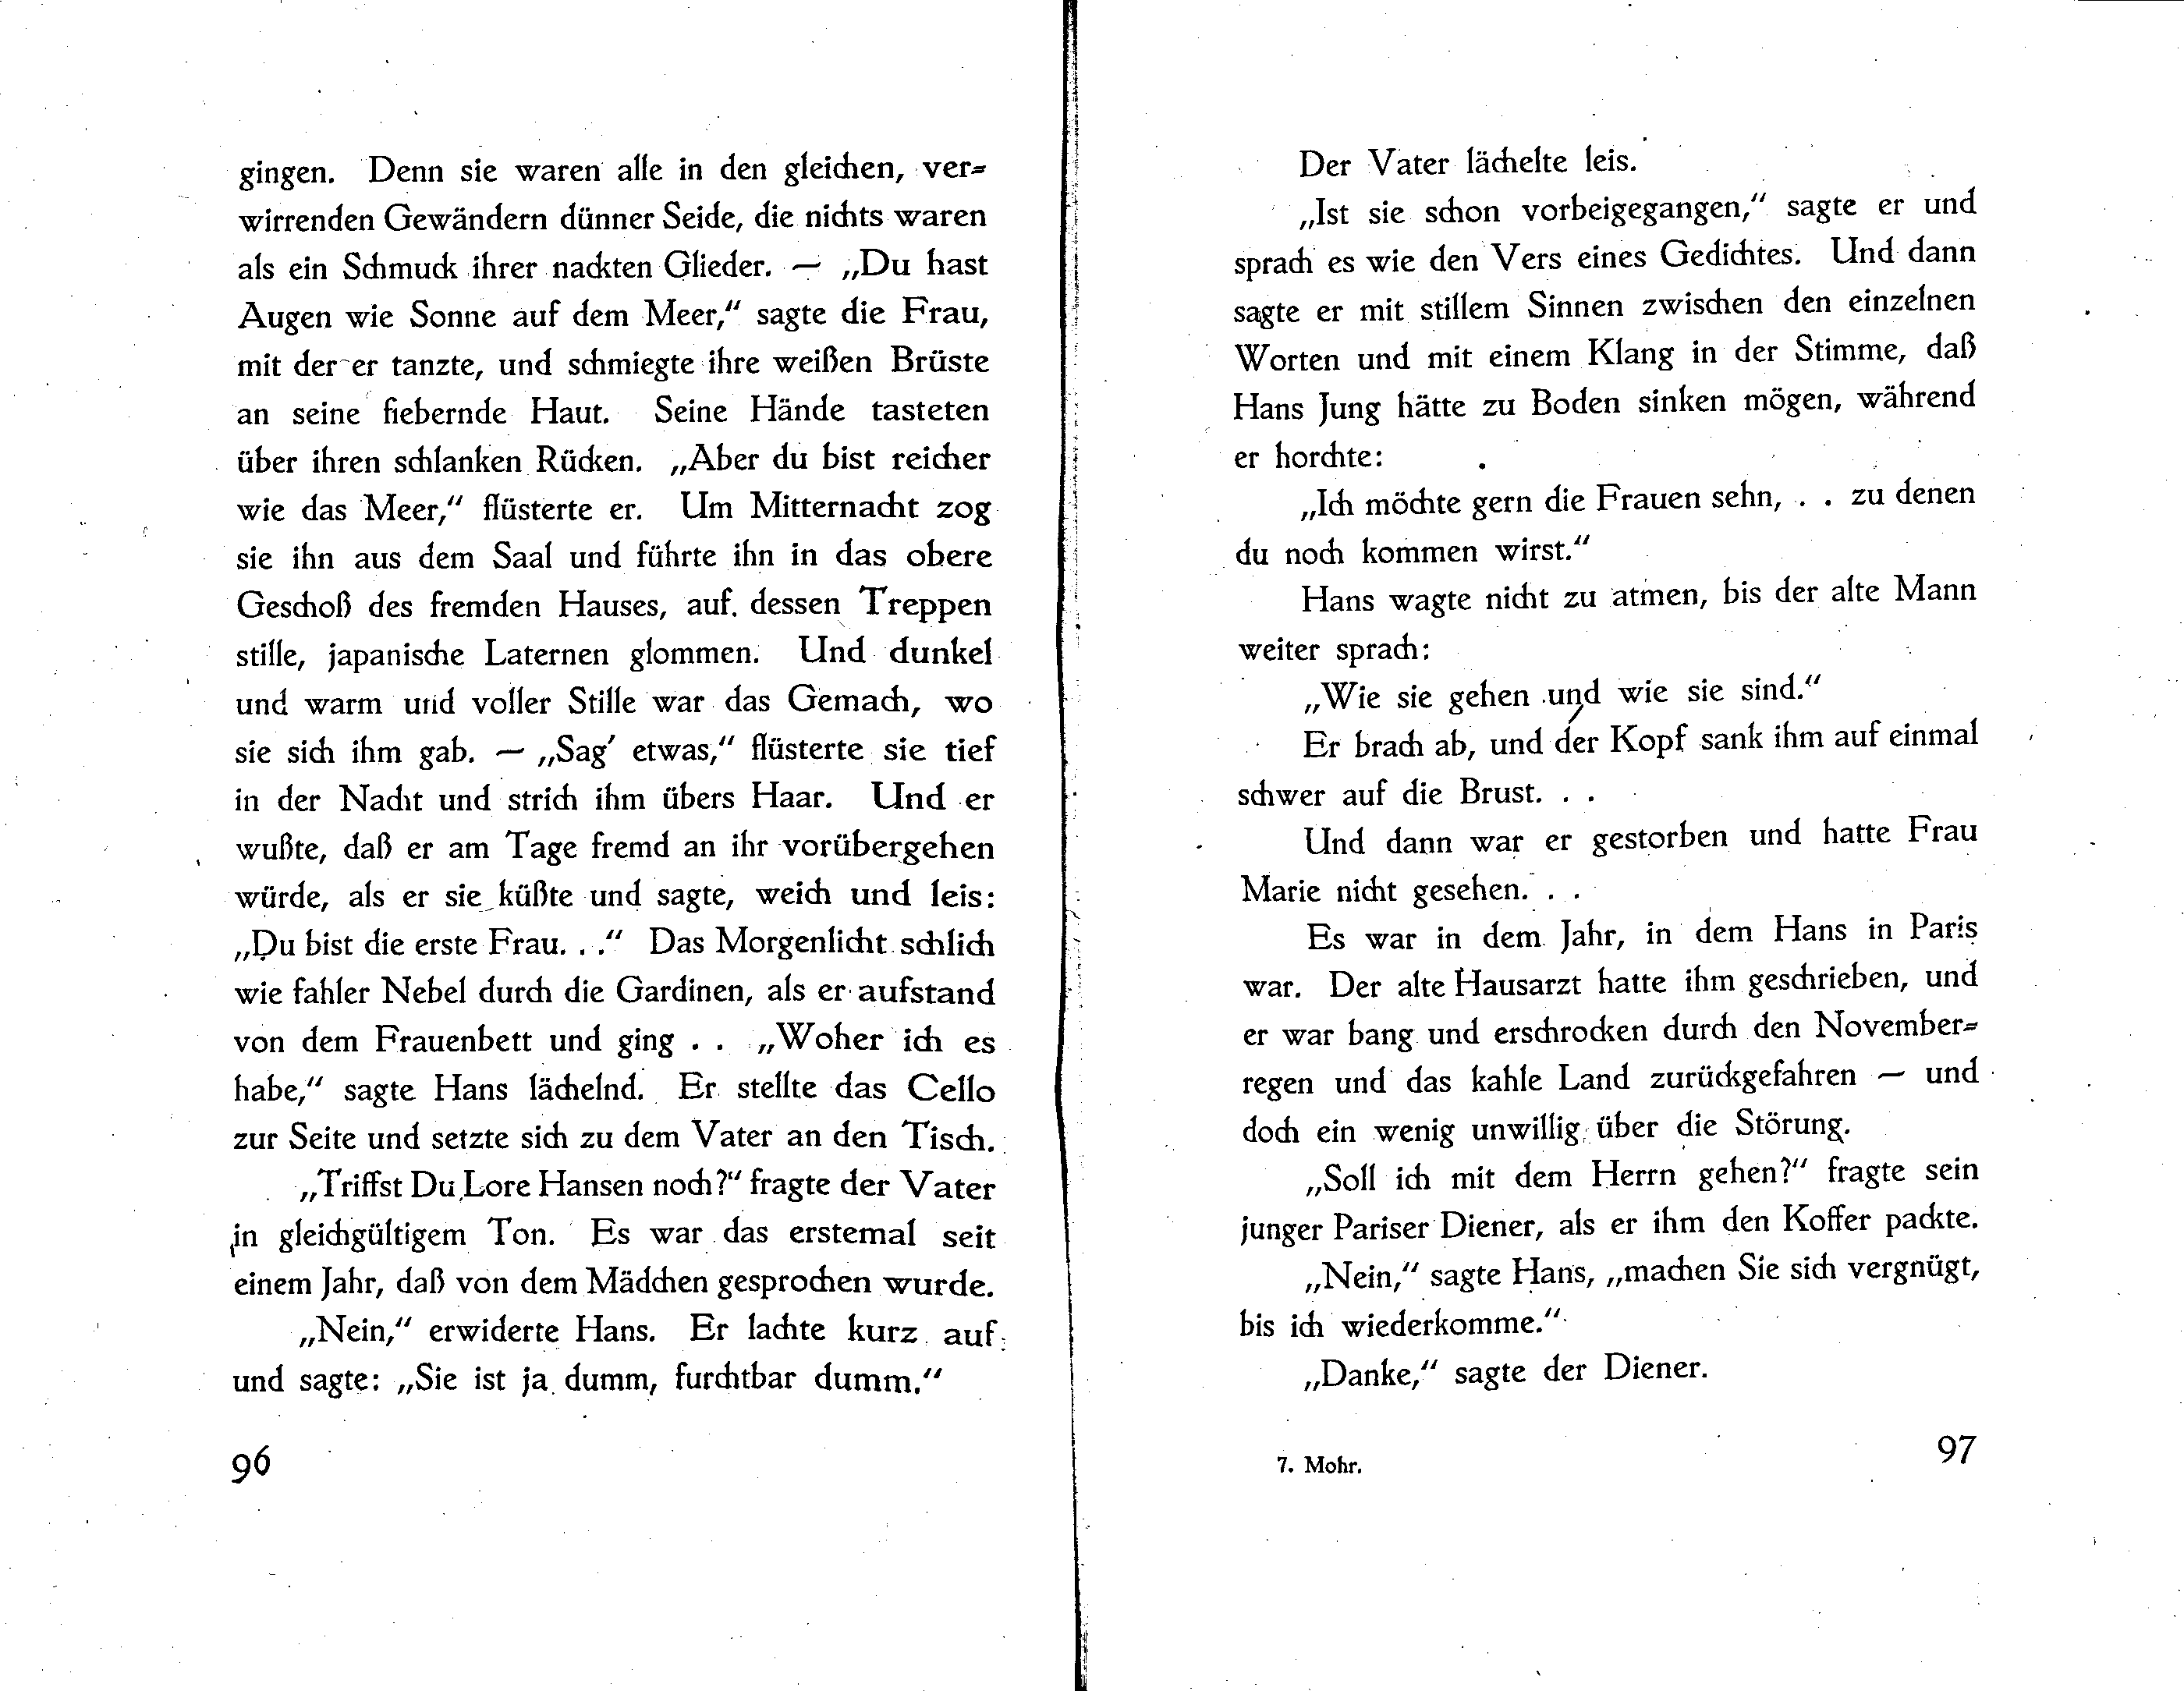 gingen. Denn sie waren alle in den gleichen, ver=
wirrenden Gewändern dünner Seide, die nichts waren
als ein Schmuck ihrer nackten Glieder. — „Du hast
Augen wie Sonne auf dem Meer,“ sagte die Frau,
mit der er tanzte, und schmiegte ihre weißen Brüste
an seine fiebernde Haut. Seine Hände tasteten
über ihren schlanken Rücken. „Aber du bist reicher
wie das Meer,“ flüsterte er. Um Mitternacht zog
sie ihn aus dem Saal und führte ihn in das obere
Geschoß des fremden Hauses, auf dessen Treppen
stille, japanische Laternen glommen. Und dunkel
und warm und voller Stille war das Gemach, wo
sie sich ihm gab. — „Sag’ etwas,“ flüsterte sie tief
in der Nacht und strich ihm übers Haar. Und er
wußte, daß er am Tage fremd an ihr vorübergehen
würde, als er sie küßte und sagte, weich und leis:
„Du bist die erste Frau. . .“ Das Morgenlicht schlich
wie fahler Nebel durch die Gardinen, als er aufstand
von dem Frauenbett und ging . . „Woher ich es
habe,“ sagte Hans lächelnd. Er stellte das Cello
zur Seite und setzte sich zu dem Vater an den Tisch.
„Triffst Du Lore Hansen noch?“ fragte der Vater
in gleichgültigem Ton. Es war das erstemal seit
einem Jahr, daß von dem Mädchen gesprochen wurde.
„Nein,“ erwiderte Hans. Er lachte kurz auf
und sagte: „Sie ist ja dumm, furchtbar dumm.“
96
Der Vater lächelte leis.
„Ist sie schon vorbeigegangen,“ sagte er und
sprach es wie den Vers eines Gedichtes. Und dann
sagte er mit stillem Sinnen zwischen den einzelnen
Worten und mit einem Klang in der Stimme, daß
Hans Jung hätte zu Boden sinken mögen, während
er horchte:
„Ich möchte gern die Frauen sehn, . . zu denen
du noch kommen wirst.“
Hans wagte nicht zu atmen, bis der alte Mann
weiter sprach:
„Wie sie gehen und wie sie sind.“
Er brach ab, und der Kopf sank ihm auf einmal
schwer auf die Brust. . .
Und dann war er gestorben und hatte Frau
Marie nicht gesehen. . .
Es war in dem Jahr, in dem Hans in Paris
war. Der alte Hausarzt hatte ihm geschrieben, und
er war bang und erschrocken durch den November=
regen und das kahle Land zurückgefahren — und
doch ein wenig unwillig über die Störung.
„Soll ich mit dem Herrn gehen?“ fragte sein
junger Pariser Diener, als er ihm den Koffer packte.
„Nein,“ sagte Hans, „machen Sie sich vergnügt,
bis ich wiederkomme.“
„Danke,“ sagte der Diener.
7. Mohr.
97